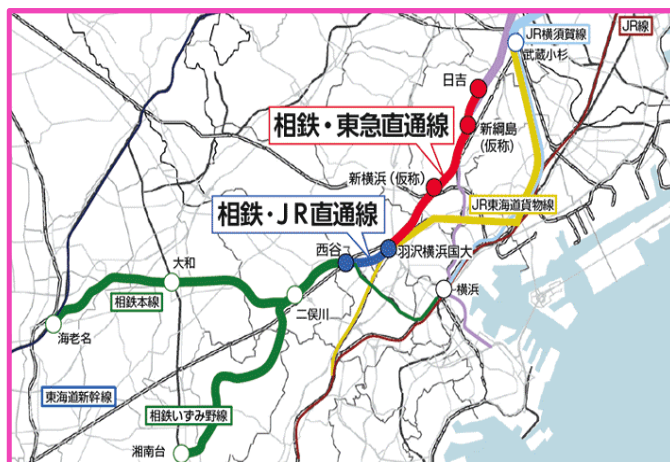 JR線
JR横須賀線
武蔵小杉
日吉
相鉄・東急直通線
新綱島
（仮称）
新横浜（仮称）
JR東海道貨物線
相鉄・JR直通線
西谷
羽沢横浜国大
大和
相鉄本線
二俣川
横浜
海老名
東海道新幹線
相鉄いずみ野線
湘南台